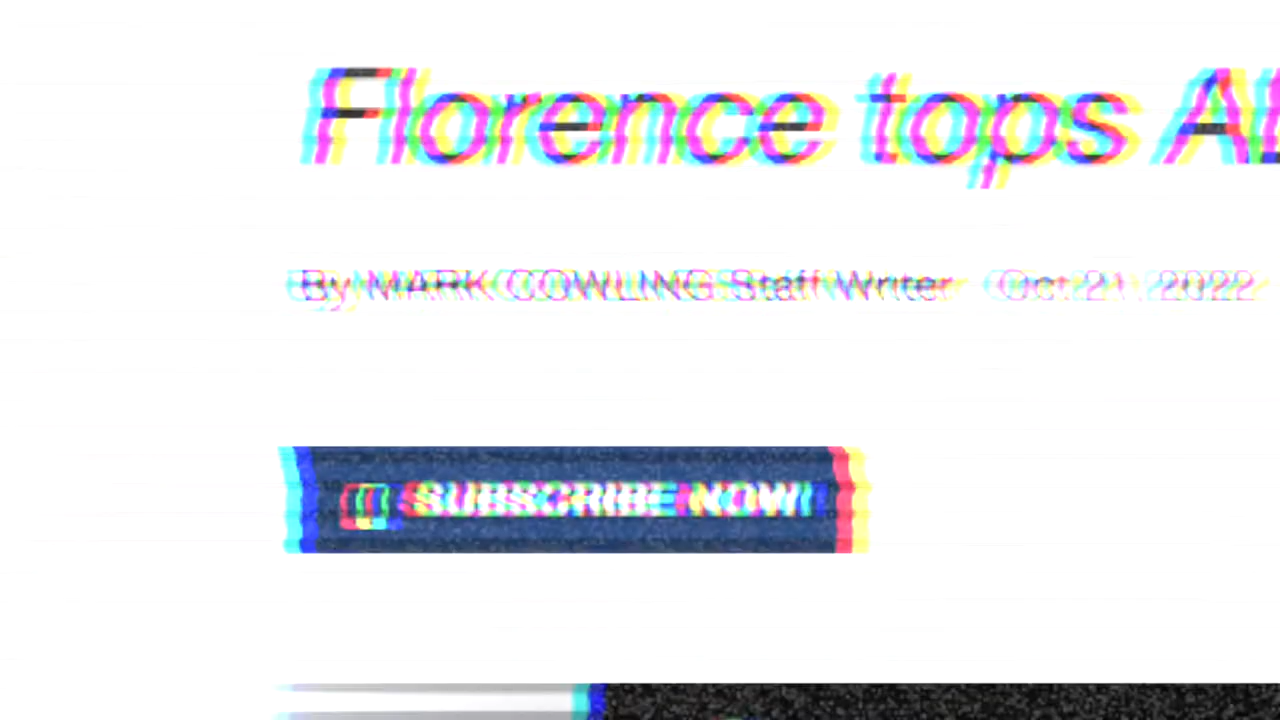 Florence tops
By MARK COWLING Staff Writer Oct 21, 2022
SUBSCRIBE NOW!